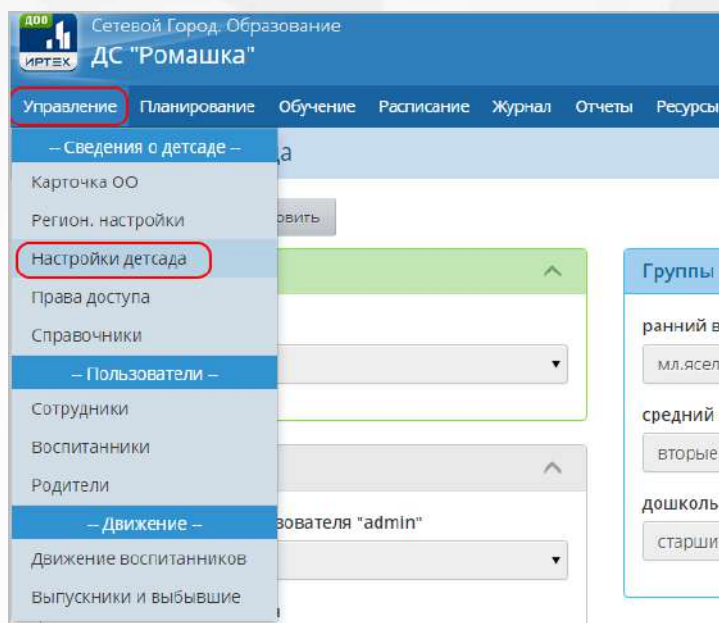 ДОО
ИРТЕХ
Сетевой Город. Образование
ДС "Ромашка"
Управление Планирование Обучение Расписание Журнал Отчеты Ресурсы
-- Сведения о детсаде --
Карточка ОО
Регион. настройки
Настройки детсада
Права доступа
Справочники
-- Пользователи --
Сотрудники
Воспитанники
Родители
-- Движение --
Движение воспитанников
Выпускники и выбывшие
да
овить
зователя "admin"
Группы
ранний в
мл.ясел
средний
вторые
дошколь
старши